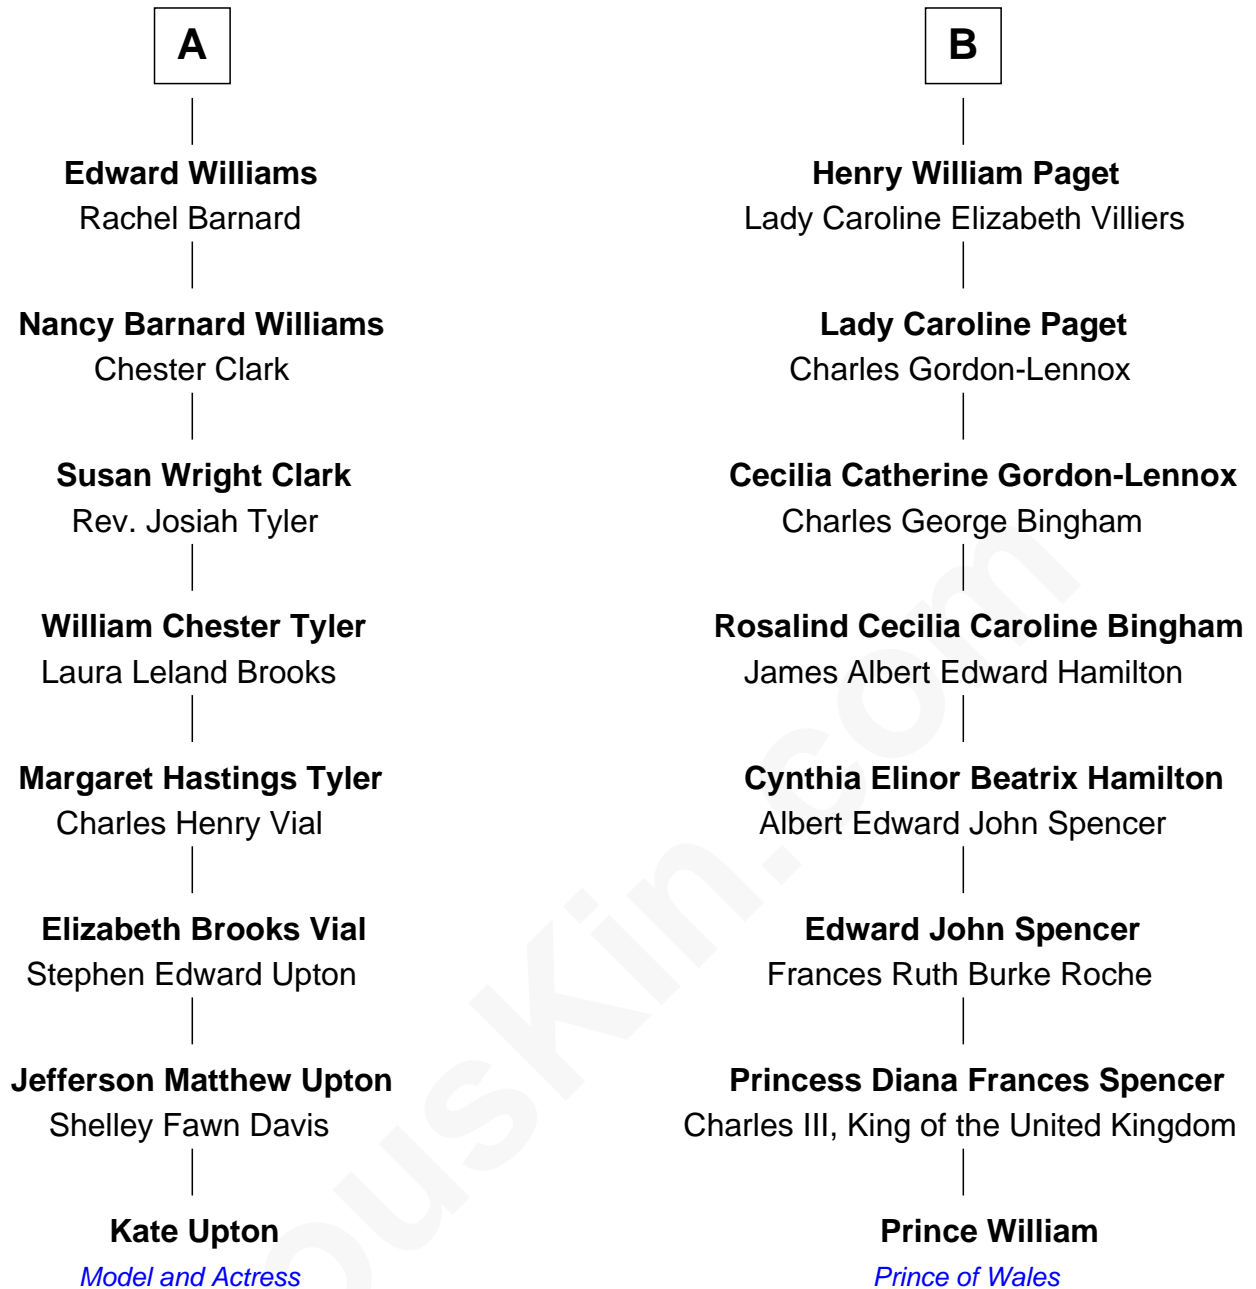 A
Edward Williams
Rachel Barnard
Nancy Barnard Williams
Chester Clark
Susan Wright Clark
Rev. Josiah Tyler
William Chester Tyler
Laura Leland Brooks
Margaret Hastings Tyler
Charles Henry Vial
Elizabeth Brooks Vial
Stephen Edward Upton
Jefferson Matthew Upton
Shelley Fawn Davis
Kate Upton
Model and Actress
B
Henry William Paget
Lady Caroline Elizabeth Villiers
Lady Caroline Paget
Charles Gordon-Lennox
Cecilia Catherine Gordon-Lennox
Charles George Bingham
Rosalind Cecilia Caroline Bingham
James Albert Edward Hamilton
Cynthia Elinor Beatrix Hamilton
Albert Edward John Spencer
Edward John Spencer
Frances Ruth Burke Roche
Princess Diana Frances Spencer
Charles III, King of the United Kingdom
Prince William
Prince of Wales
ousKin.com